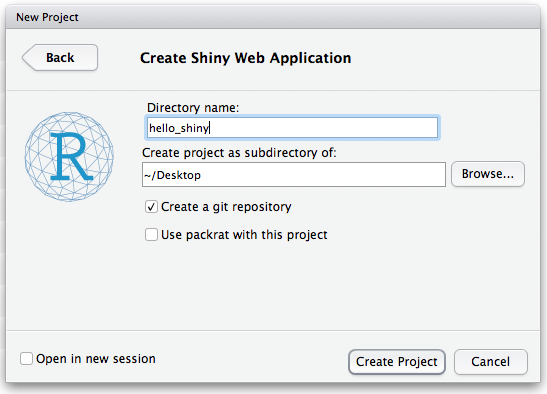 New Project
Back
Create Shiny Web Application
R
Directory name:
hello_shiny
Create project as subdirectory of:
~/Desktop
Browse...
Create a git repository
Use packrat with this project
Open in new session
Create Project
Cancel